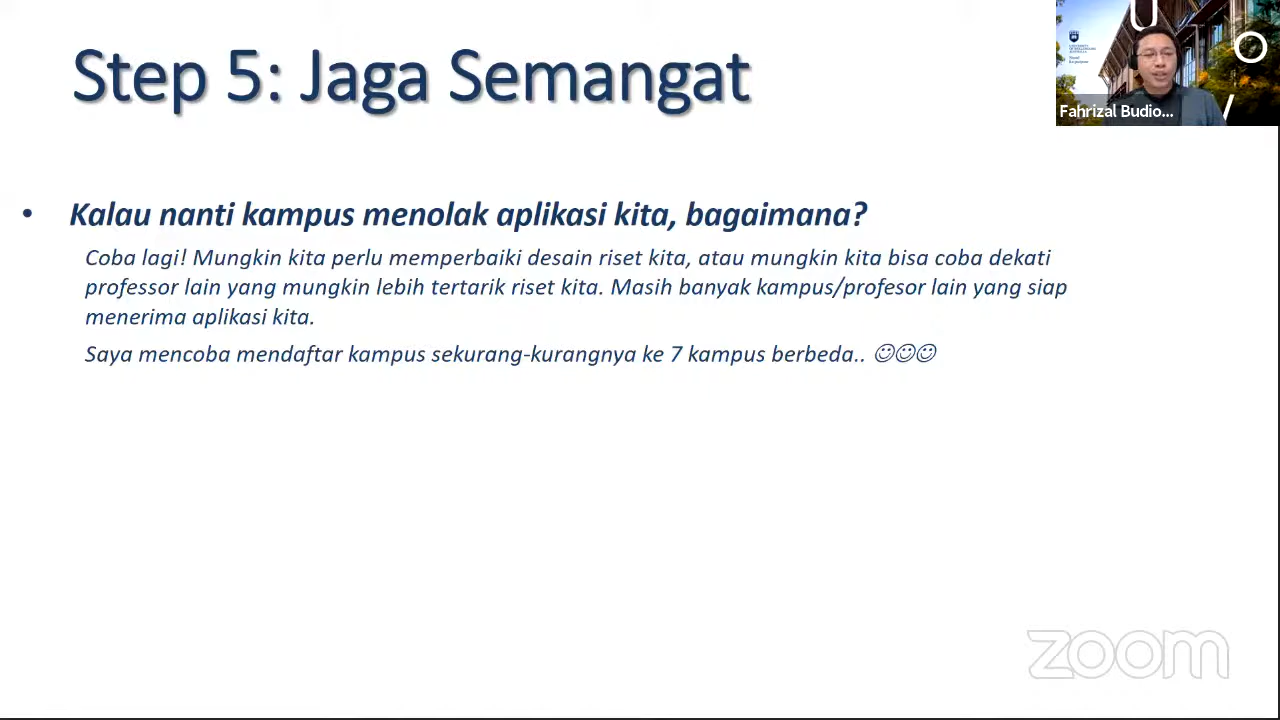 Step 5: Jaga Semangat
Fahrizal Budio...
• Kalau nanti kampus menolak aplikasi kita, bagaimana?
Coba lagi! Mungkin kita perlu memperbaiki desain riset kita, atau mungkin kita bisa coba dekati
professor lain yang mungkin lebih tertarik riset kita. Masih banyak kampus/profesor lain yang siap
menerima aplikasi kita.
Saya mencoba mendaftar kampus sekurang-kurangnya ke 7 kampus berbeda.. ☺☺☺
zoom